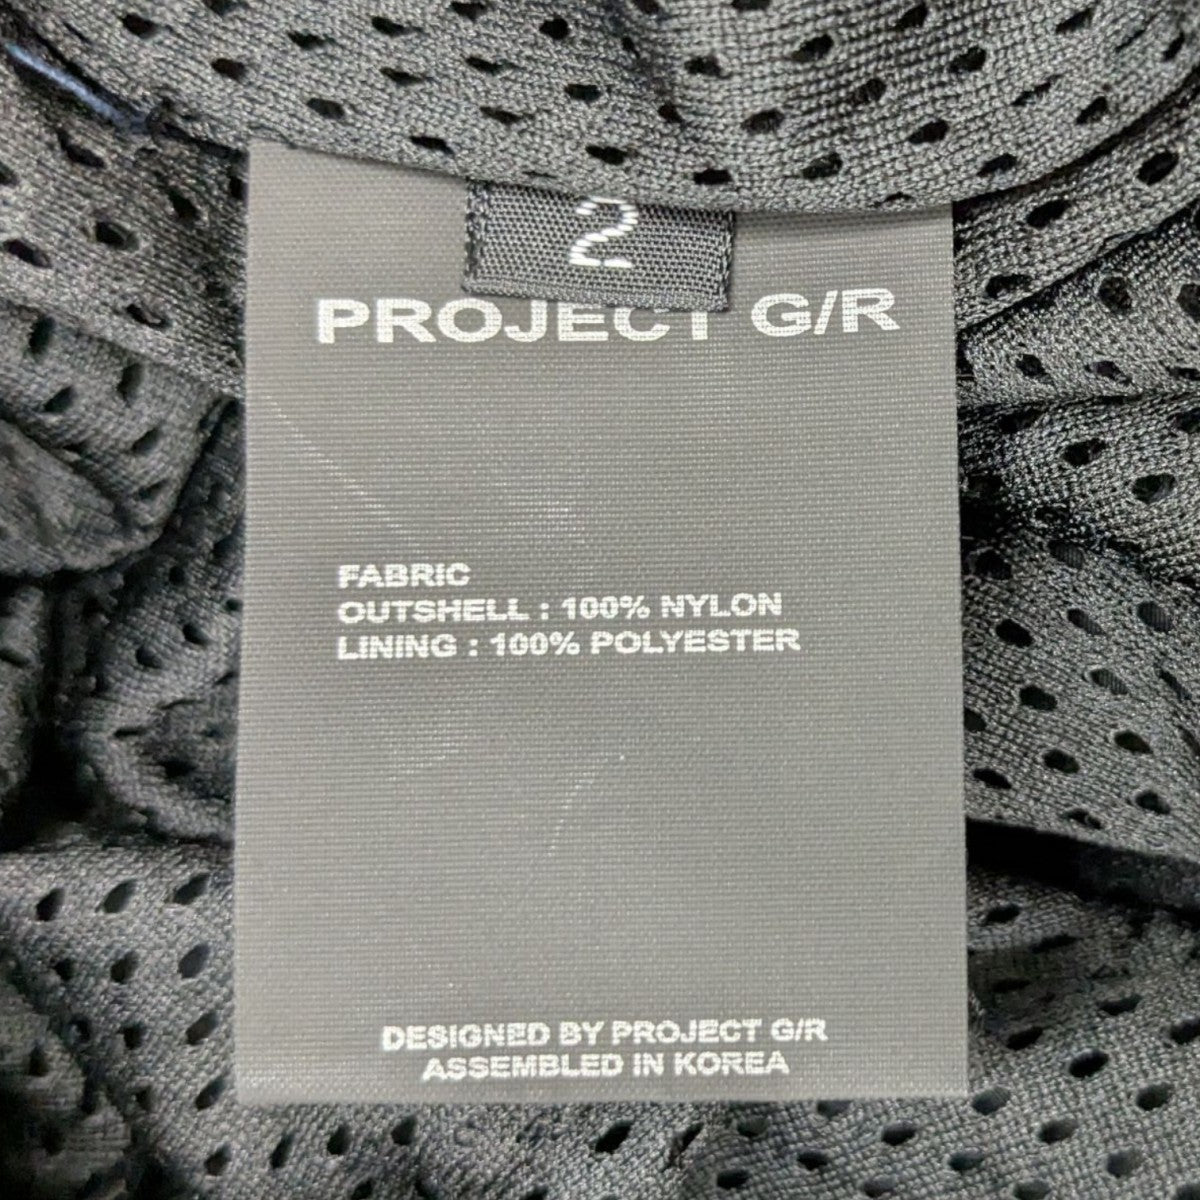 2
PROJECT G/R
FABRIC
OUTSHELL : 100% NYLON
LINING : 100% POLYESTER
DESIGNED BY PROJECT G/R
ASSEMBLED IN KOREA